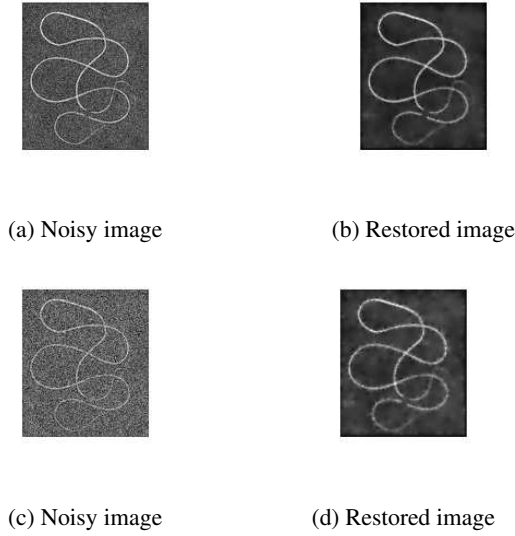 (a) Noisy image
(b) Restored image
(c) Noisy image
(d) Restored image